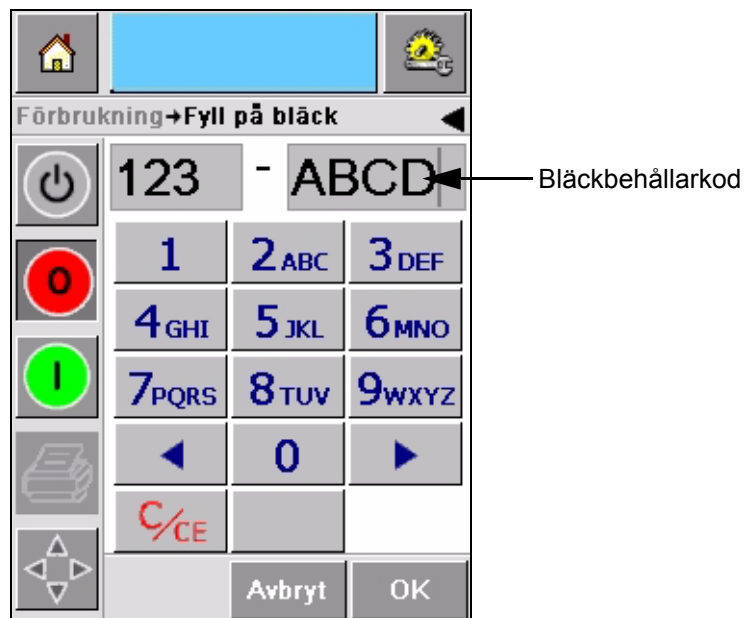 Förbrukning→Fyll på bläck
123 - ABCD
Bläckbehållarkod
1 2ABC 3DEF
O
4GHI 5JKL 6MNO
I
7PQRS 8TUV 9WXYZ
0
C/CE
Avbryt OK